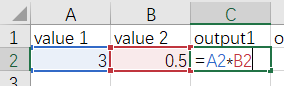 A B C
1 value 1 value 2 output1 o
2 3 0.5 =A2*B2